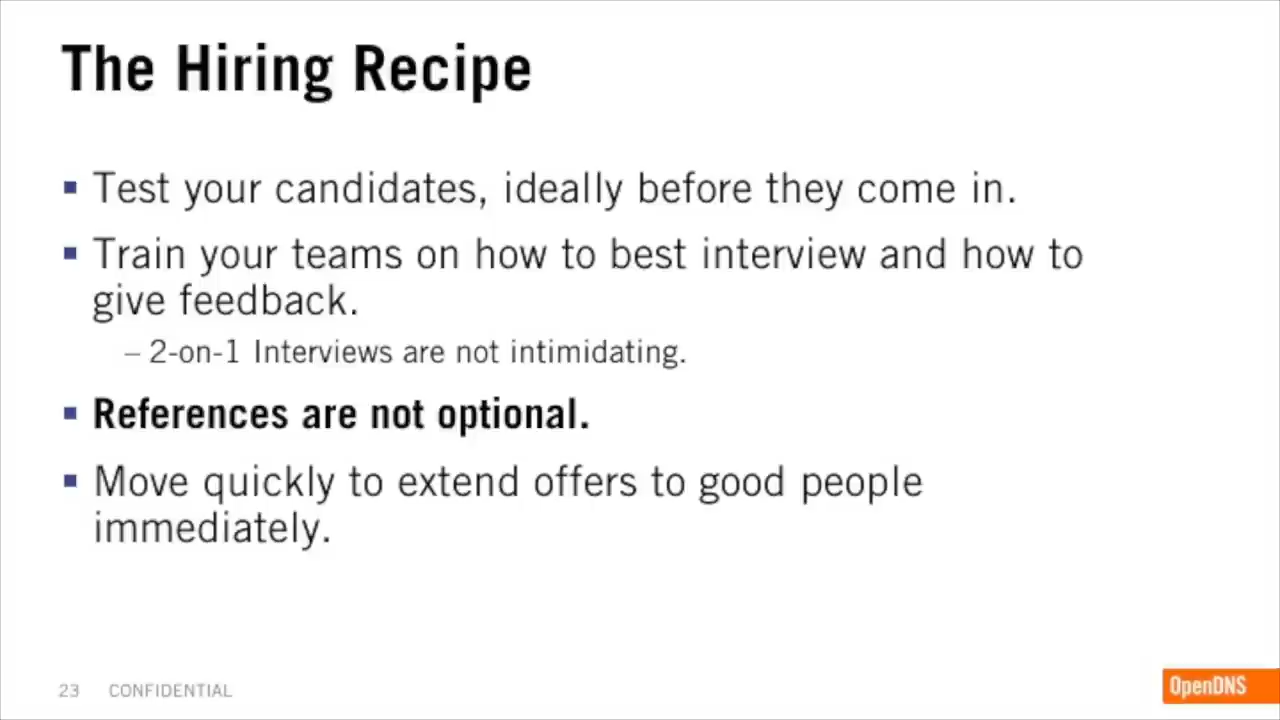 The Hiring Recipe
Test your candidates, ideally before they come in.
Train your teams on how to best interview and how to
give feedback.
– 2-on-1 Interviews are not intimidating.
References are not optional.
Move quickly to extend offers to good people
immediately.
23 CONFIDENTIAL
OpenDNS